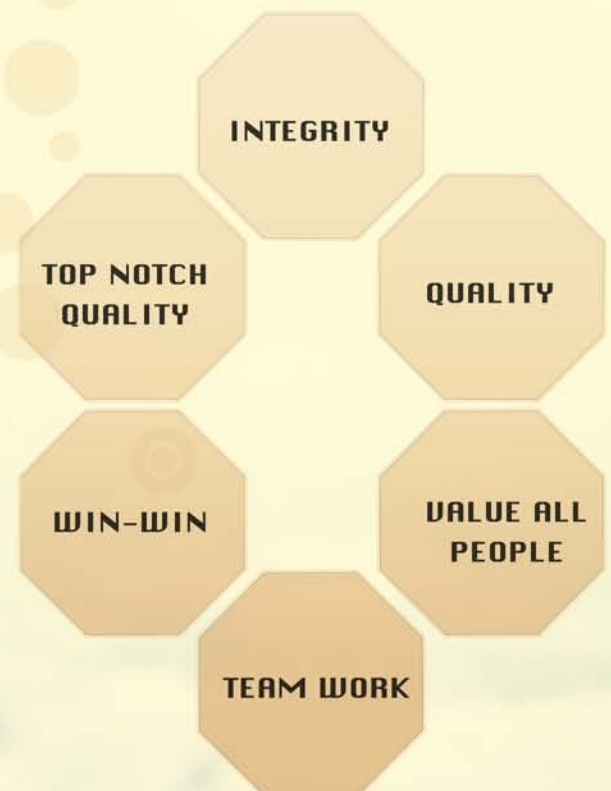 INTEGRITY
TOP NOTCH
QUALITY
QUALITY
WIN-WIN
VALUE ALL
PEOPLE
TEAM WORK